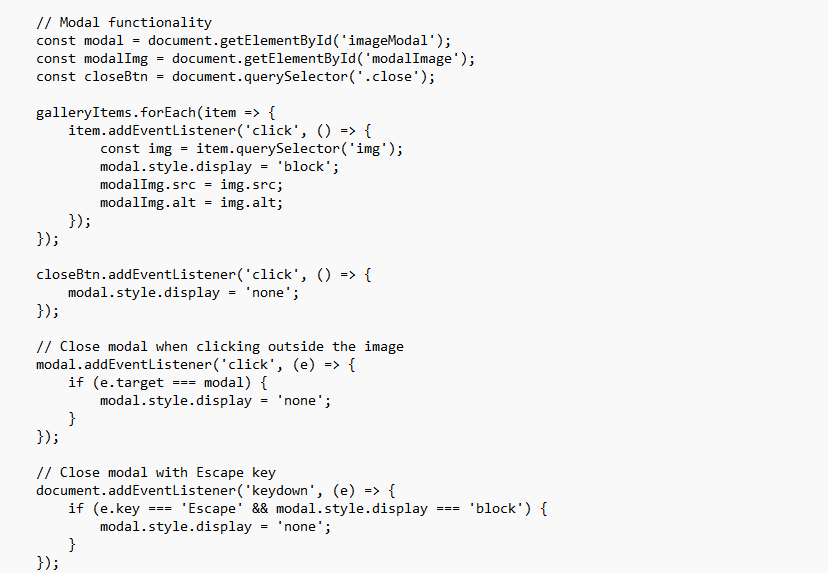 // Modal functionality
const modal = document.getElementById('imageModal');
const modalImg = document.getElementById('modalImage');
const closeBtn = document.querySelector('.close');

galleryItems.forEach(item => {
    item.addEventListener('click', () => {
        const img = item.querySelector('img');
        modal.style.display = 'block';
        modalImg.src = img.src;
        modalImg.alt = img.alt;
    });
});

closeBtn.addEventListener('click', () => {
    modal.style.display = 'none';
});

// Close modal when clicking outside the image
modal.addEventListener('click', (e) => {
    if (e.target === modal) {
        modal.style.display = 'none';
    }
});

// Close modal with Escape key
document.addEventListener('keydown', (e) => {
    if (e.key === 'Escape' && modal.style.display === 'block') {
        modal.style.display = 'none';
    }
});